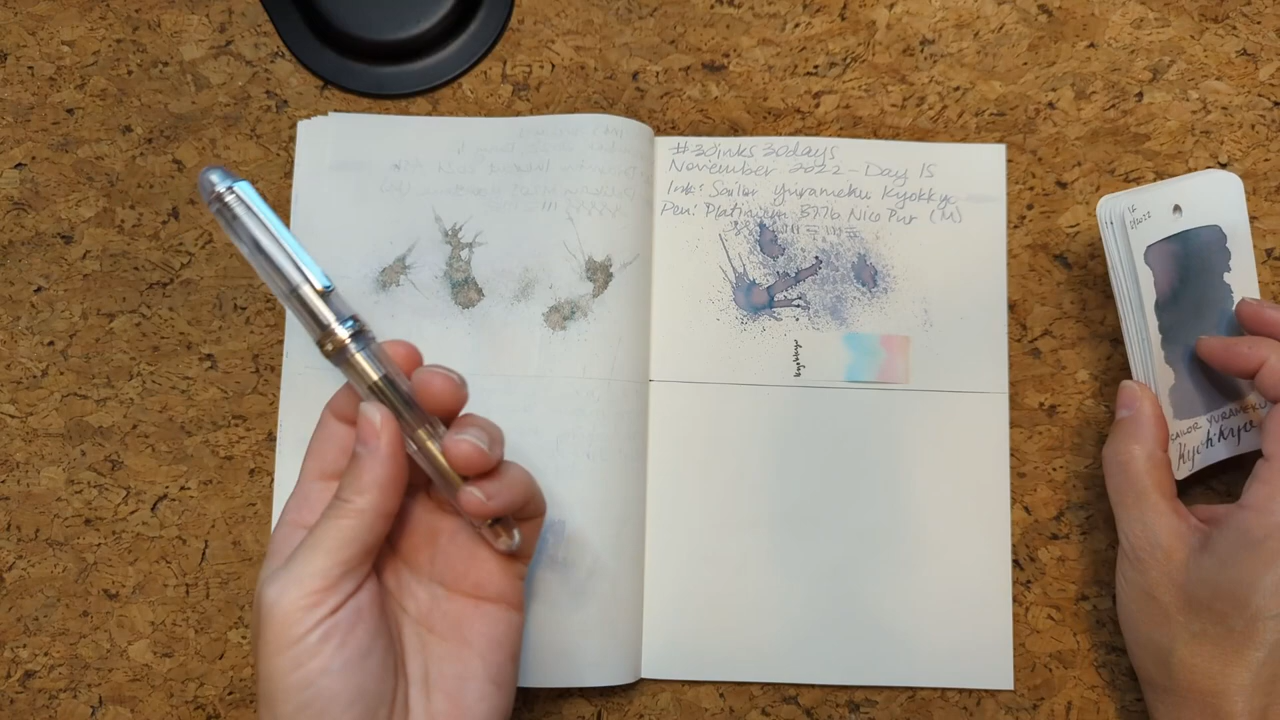 #30inks30days
November 2022 - Day 15
Ink: Sailor Yurameku Kyokkyo
Pen: Platinum 3776 Nice Pur (M)
Kyokkyo
SAILOR YURAMEKU
Kyokkyo